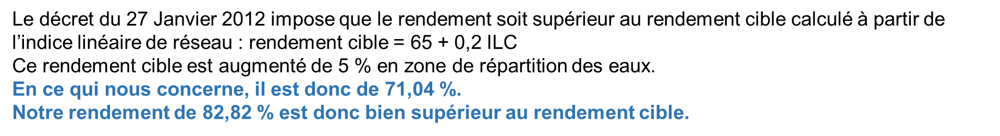 Le décret du 27 Janvier 2012 impose que le rendement soit supérieur au rendement cible calculé à partir de
l’indice linéaire de réseau : rendement cible = 65 + 0,2 ILC
Ce rendement cible est augmenté de 5 % en zone de répartition des eaux.
En ce qui nous concerne, il est donc de 71,04 %.
Notre rendement de 82,82 % est donc bien supérieur au rendement cible.